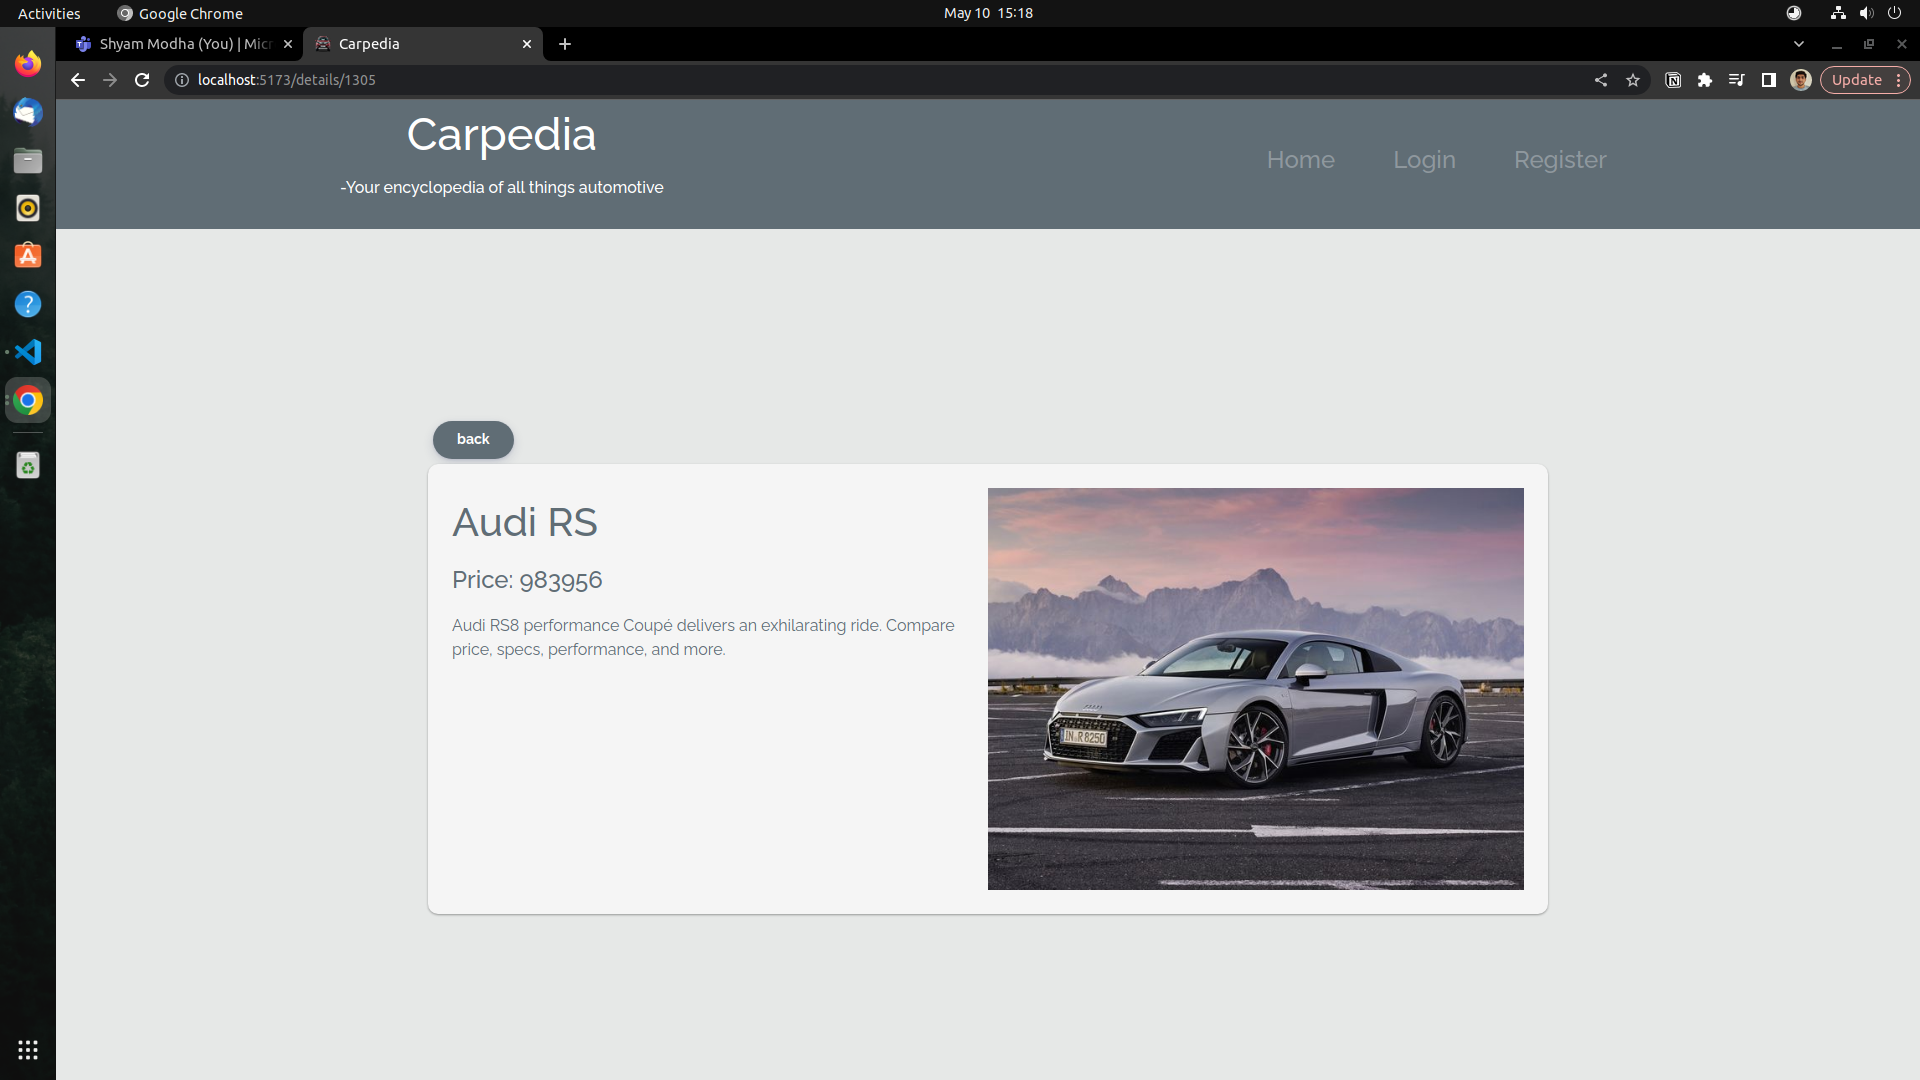 Activities
Google Chrome
May 10 15:18
Shyam Modha (You) | Micr
Carpedia
localhost:5173/details/1305
Update
Carpedia
-Your encyclopedia of all things automotive
Home
Login
Register
back
Audi RS
Price: 983956
Audi RS8 performance Coupé delivers an exhilarating ride. Compare
price, specs, performance, and more.
IN R 8250